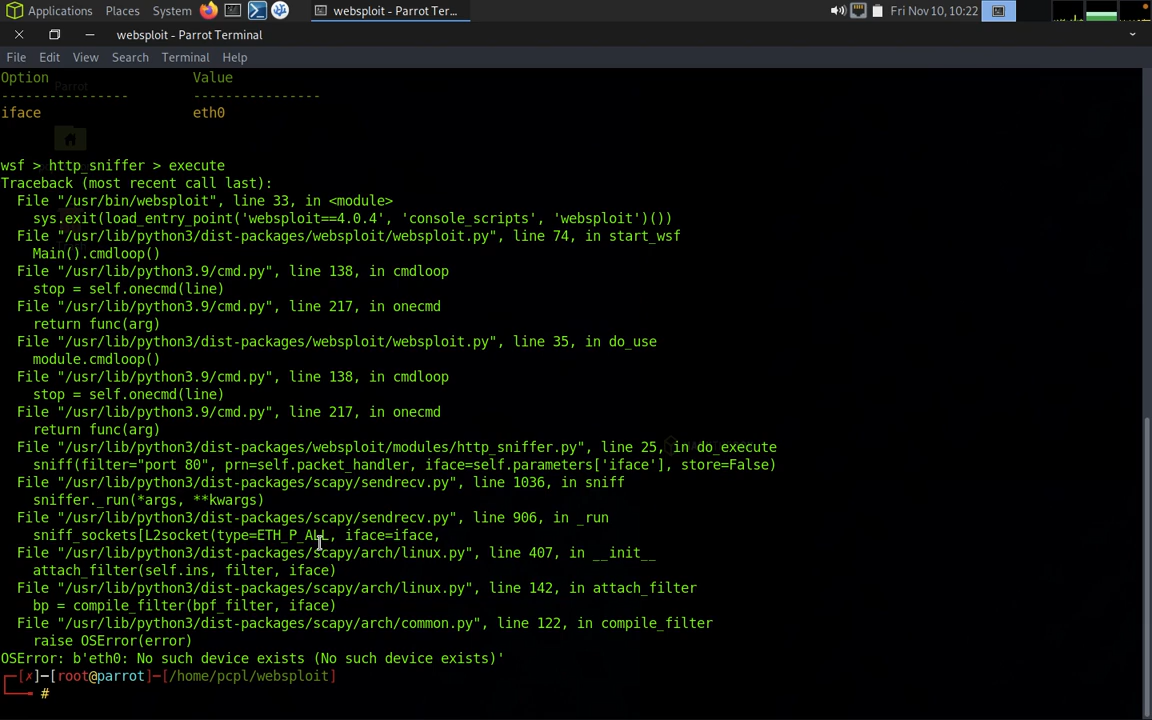 Applications Places System websploit - Parrot Ter... Fri Nov 10, 10:22
websploit - Parrot Terminal
File Edit View Search Terminal Help
Option Value
Parrot
---------------- ----------------
iface eth0
wsf > http_sniffer > execute
Traceback (most recent call last):
  File "/usr/bin/websploit", line 33, in <module>
    sys.exit(load_entry_point('websploit==4.0.4', 'console_scripts', 'websploit')())
  File "/usr/lib/python3/dist-packages/websploit/websploit.py", line 74, in start_wsf
    Main().cmdloop()
  File "/usr/lib/python3.9/cmd.py", line 138, in cmdloop
    stop = self.onecmd(line)
  File "/usr/lib/python3.9/cmd.py", line 217, in onecmd
    return func(arg)
  File "/usr/lib/python3/dist-packages/websploit/websploit.py", line 35, in do_use
    module.cmdloop()
  File "/usr/lib/python3.9/cmd.py", line 138, in cmdloop
    stop = self.onecmd(line)
  File "/usr/lib/python3.9/cmd.py", line 217, in onecmd
    return func(arg)
  File "/usr/lib/python3/dist-packages/websploit/modules/http_sniffer.py", line 25, in do_execute
    sniff(filter="port 80", prn=self.packet_handler, iface=self.parameters['iface'], store=False)
  File "/usr/lib/python3/dist-packages/scapy/sendrecv.py", line 1036, in sniff
    sniffer._run(*args, **kwargs)
  File "/usr/lib/python3/dist-packages/scapy/sendrecv.py", line 906, in _run
    sniff_sockets[L2socket(type=ETH_P_ALL, iface=iface,
  File "/usr/lib/python3/dist-packages/scapy/arch/linux.py", line 407, in __init__
    attach_filter(self.ins, filter, iface)
  File "/usr/lib/python3/dist-packages/scapy/arch/linux.py", line 142, in attach_filter
    bp = compile_filter(bpf_filter, iface)
  File "/usr/lib/python3/dist-packages/scapy/arch/common.py", line 122, in compile_filter
    raise OSError(error)
OSError: b'eth0: No such device exists (No such device exists)'
┌─[✗]─[root@parrot]─[/home/pcpl/websploit]
└──╼ #